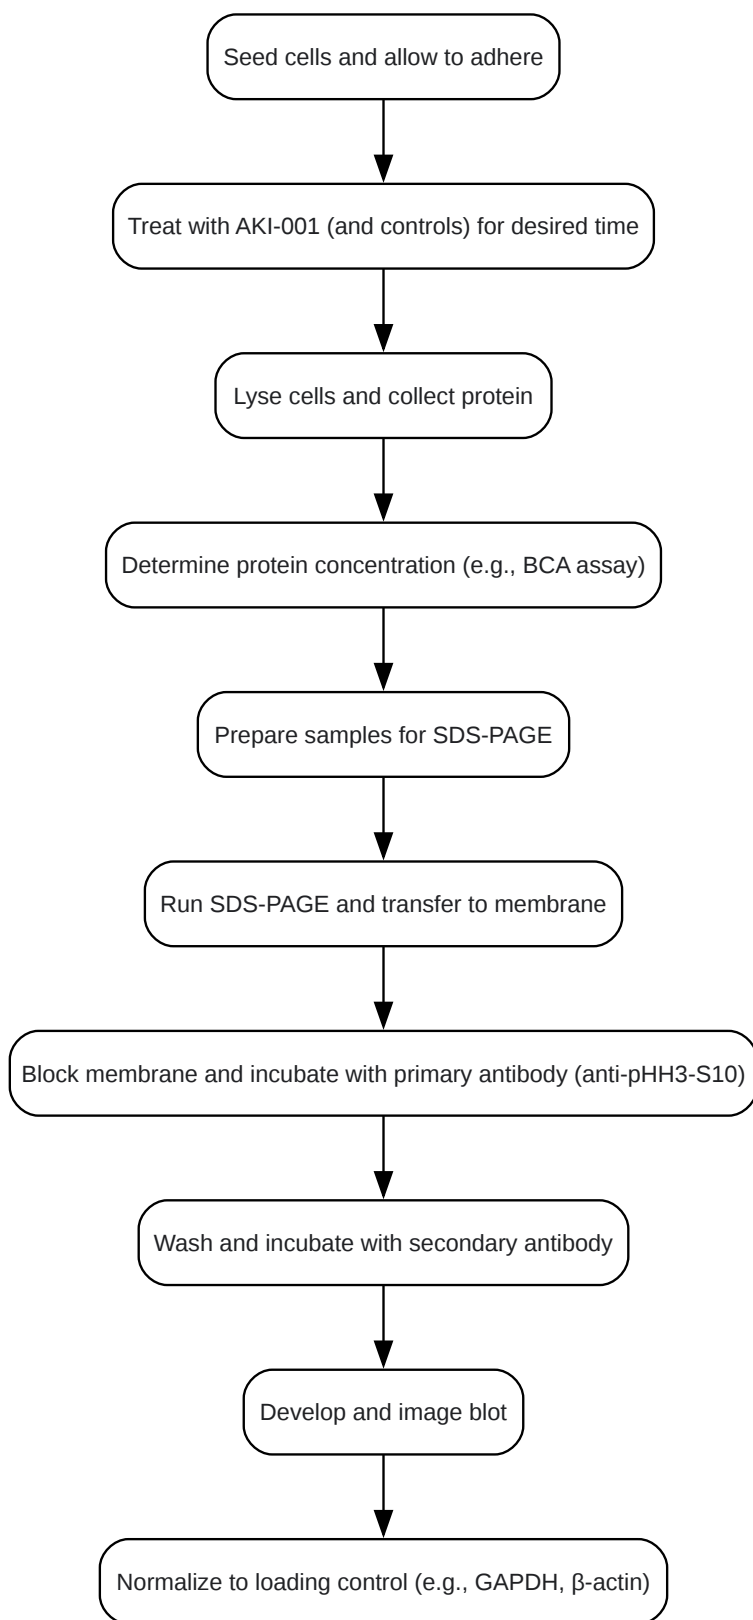 Seed cells and allow to adhere
Treat with AKI-001 (and controls) for desired time
Lyse cells and collect protein
Determine protein concentration (e.g., BCA assay)
Prepare samples for SDS-PAGE
Run SDS-PAGE and transfer to membrane
Block membrane and incubate with primary antibody (anti-pHH3-S10)
Wash and incubate with secondary antibody
Develop and image blot
Normalize to loading control (e.g., GAPDH, β-actin)